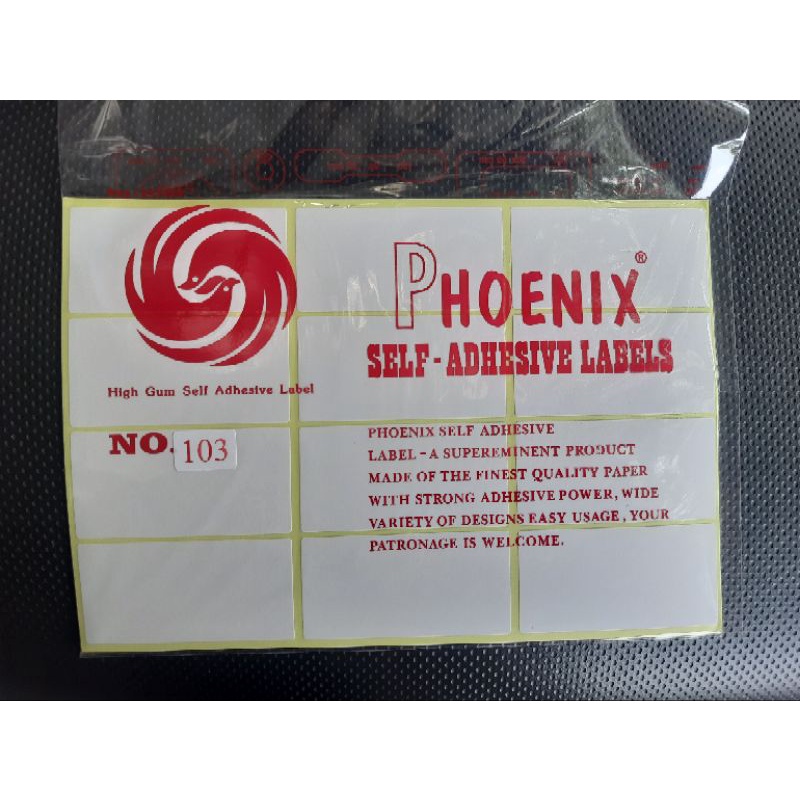 PHOENIX®
SELF-ADHESIVE LABELS
High Gum Self Adhesive Label
NO. 103
PHOENIX SELF ADHESIVE
LABEL - A SUPEREMINENT PRODUCT
MADE OF THE FINEST QUALITY PAPER
WITH STRONG ADHESIVE POWER, WIDE
VARIETY OF DESIGNS EASY USAGE, YOUR
PATRONAGE IS WELCOME.